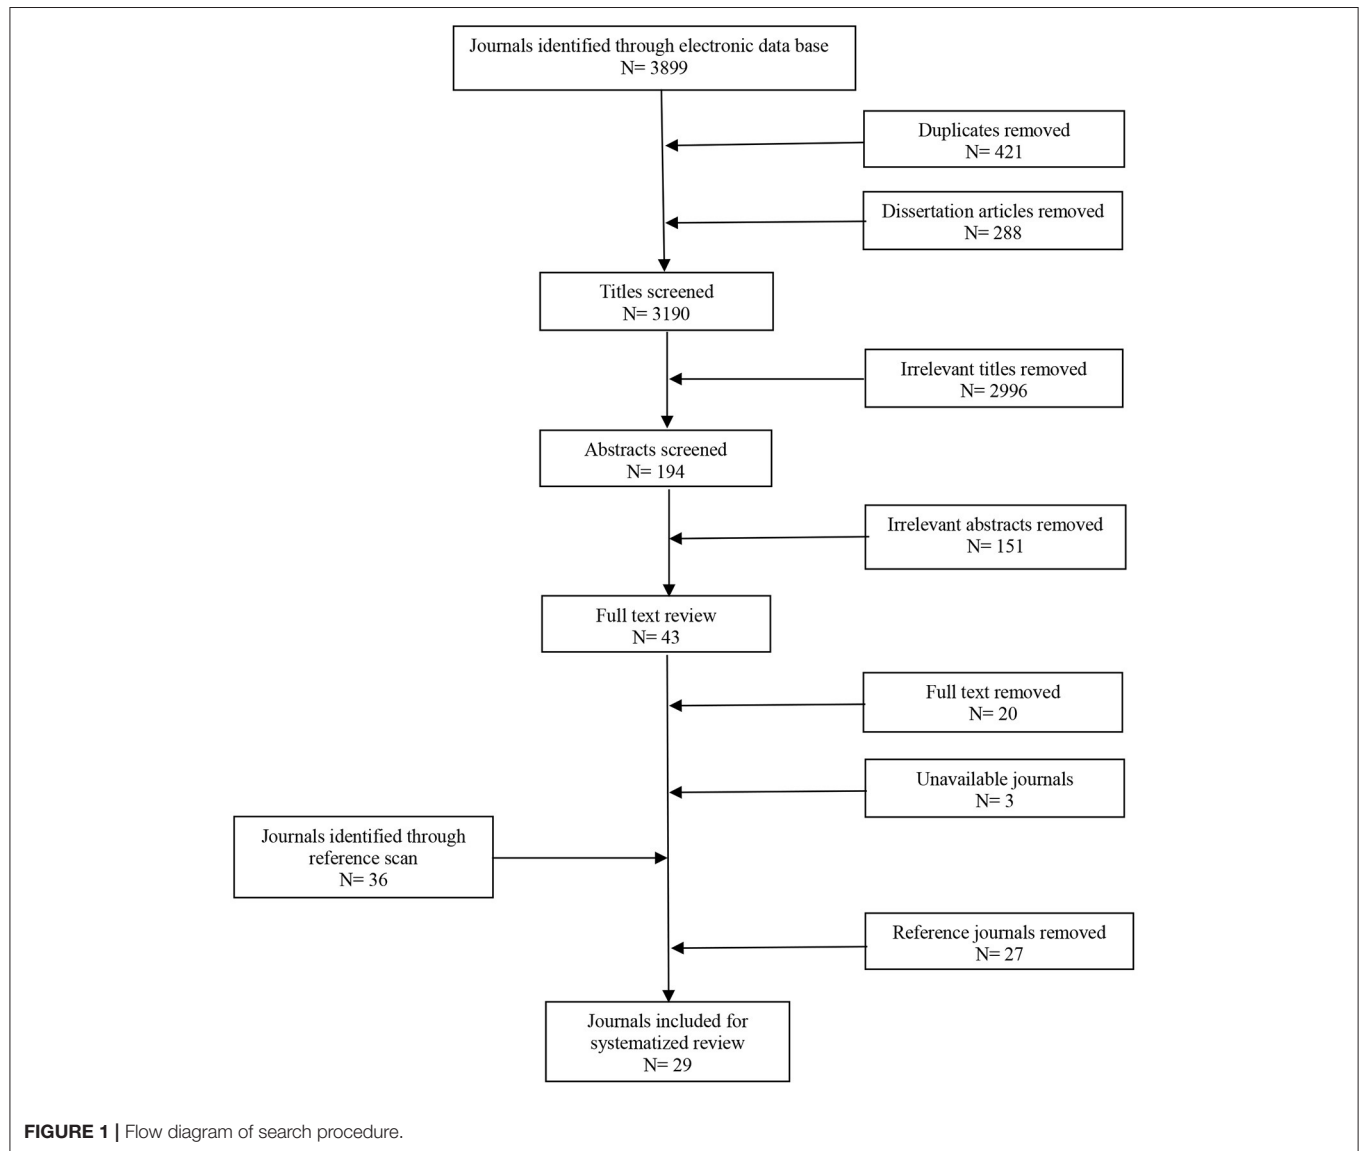 Journals identified through electronic data base
N= 3899
Duplicates removed
N= 421
Dissertation articles removed
N= 288
Titles screened
N= 3190
Irrelevant titles removed
N= 2996
Abstracts screened
N= 194
Irrelevant abstracts removed
N= 151
Full text review
N= 43
Full text removed
N= 20
Unavailable journals
N= 3
Journals identified through
reference scan
N= 36
Reference journals removed
N= 27
Journals included for
systematized review
N= 29
FIGURE 1 | Flow diagram of search procedure.